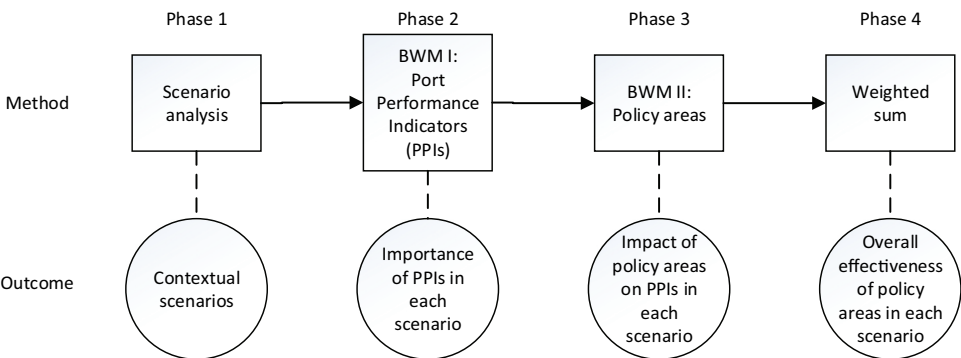 Phase 1
Phase 2
Phase 3
Phase 4
Method
Scenario
analysis
BWM I:
Port
Performance
Indicators
(PPIs)
BWM II:
Policy areas
Weighted
sum
Outcome
Contextual
scenarios
Importance
of PPIs in
each
scenario
Impact of
policy areas
on PPIs in
each
scenario
Overall
effectiveness
of policy
areas in each
scenario